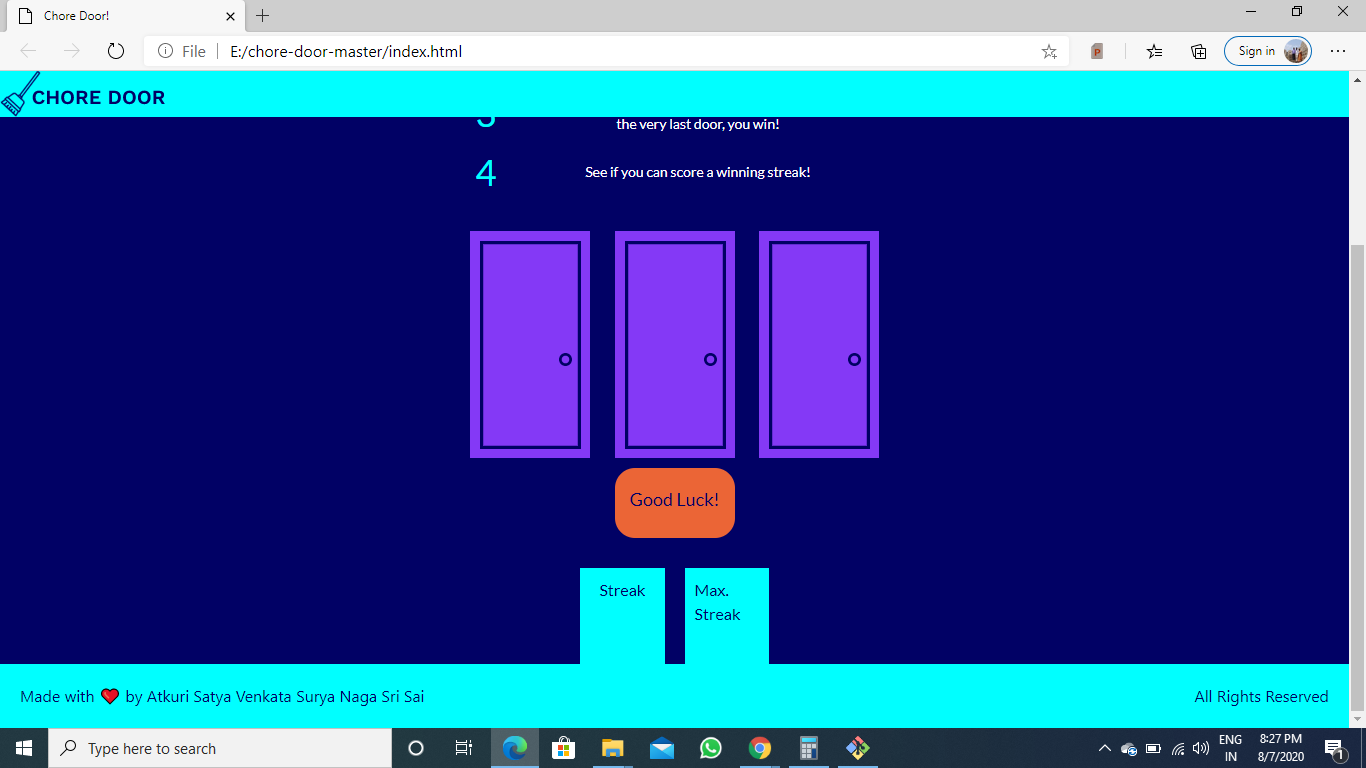 Chore Door!
File
E:/chore-door-master/index.html
Sign in
CHORE DOOR
the very last door, you win!
4
See if you can score a winning streak!
Good Luck!
Streak
Max.
Streak
Made with ❤ by Atkuri Satya Venkata Surya Naga Sri Sai
All Rights Reserved
Type here to search
ENG
IN
8:27 PM
8/7/2020
1